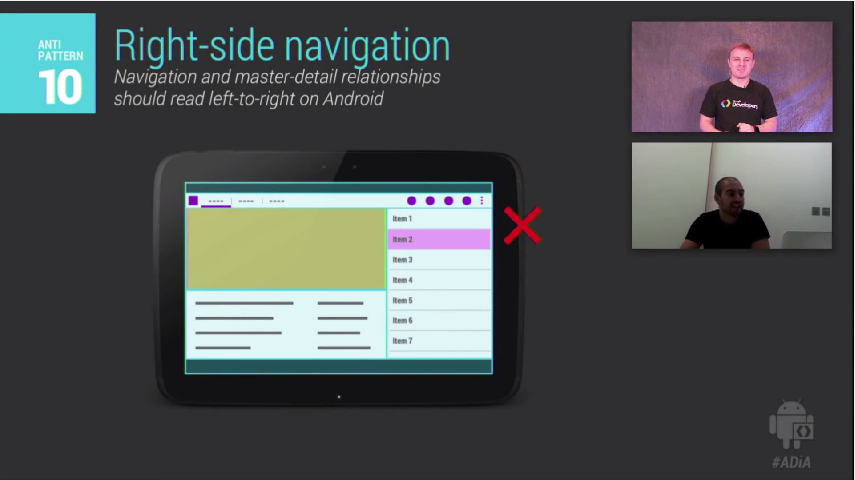 ANTI
PATTERN
10
Right-side navigation
Navigation and master-detail relationships
should read left-to-right on Android
Item 1
Item 2
Item 3
Item 4
Item 5
Item 6
Item 7
Developers
#ADiA